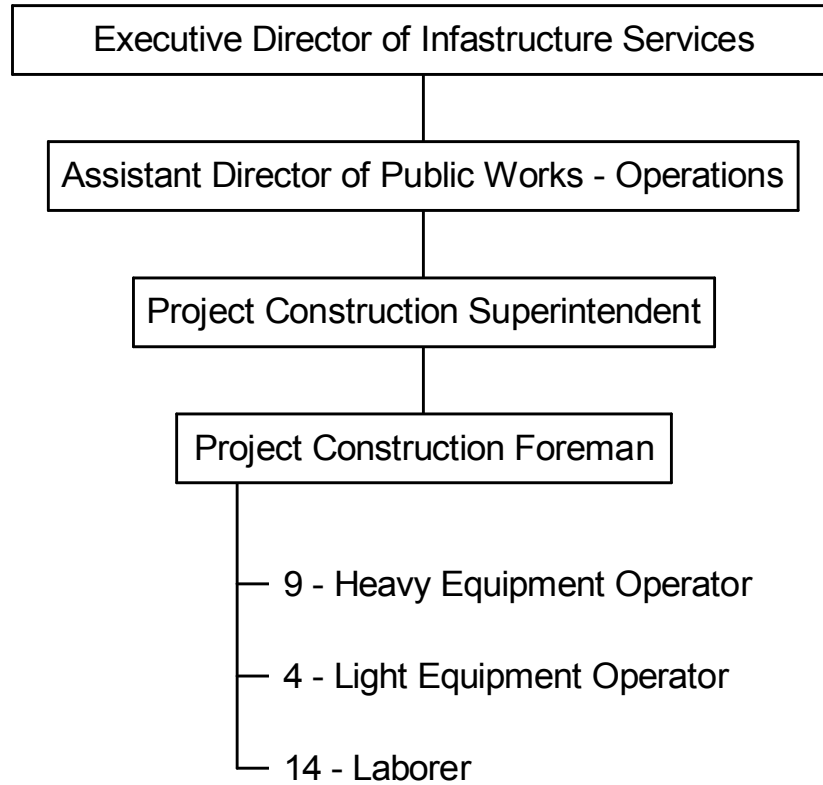 Executive Director of Infastructure Services
Assistant Director of Public Works - Operations
Project Construction Superintendent
Project Construction Foreman
9 - Heavy Equipment Operator
4 - Light Equipment Operator
14 - Laborer